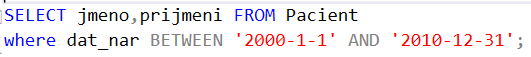 SELECT jmeno,prijmeni FROM Pacient
where dat_nar BETWEEN '2000-1-1' AND '2010-12-31';